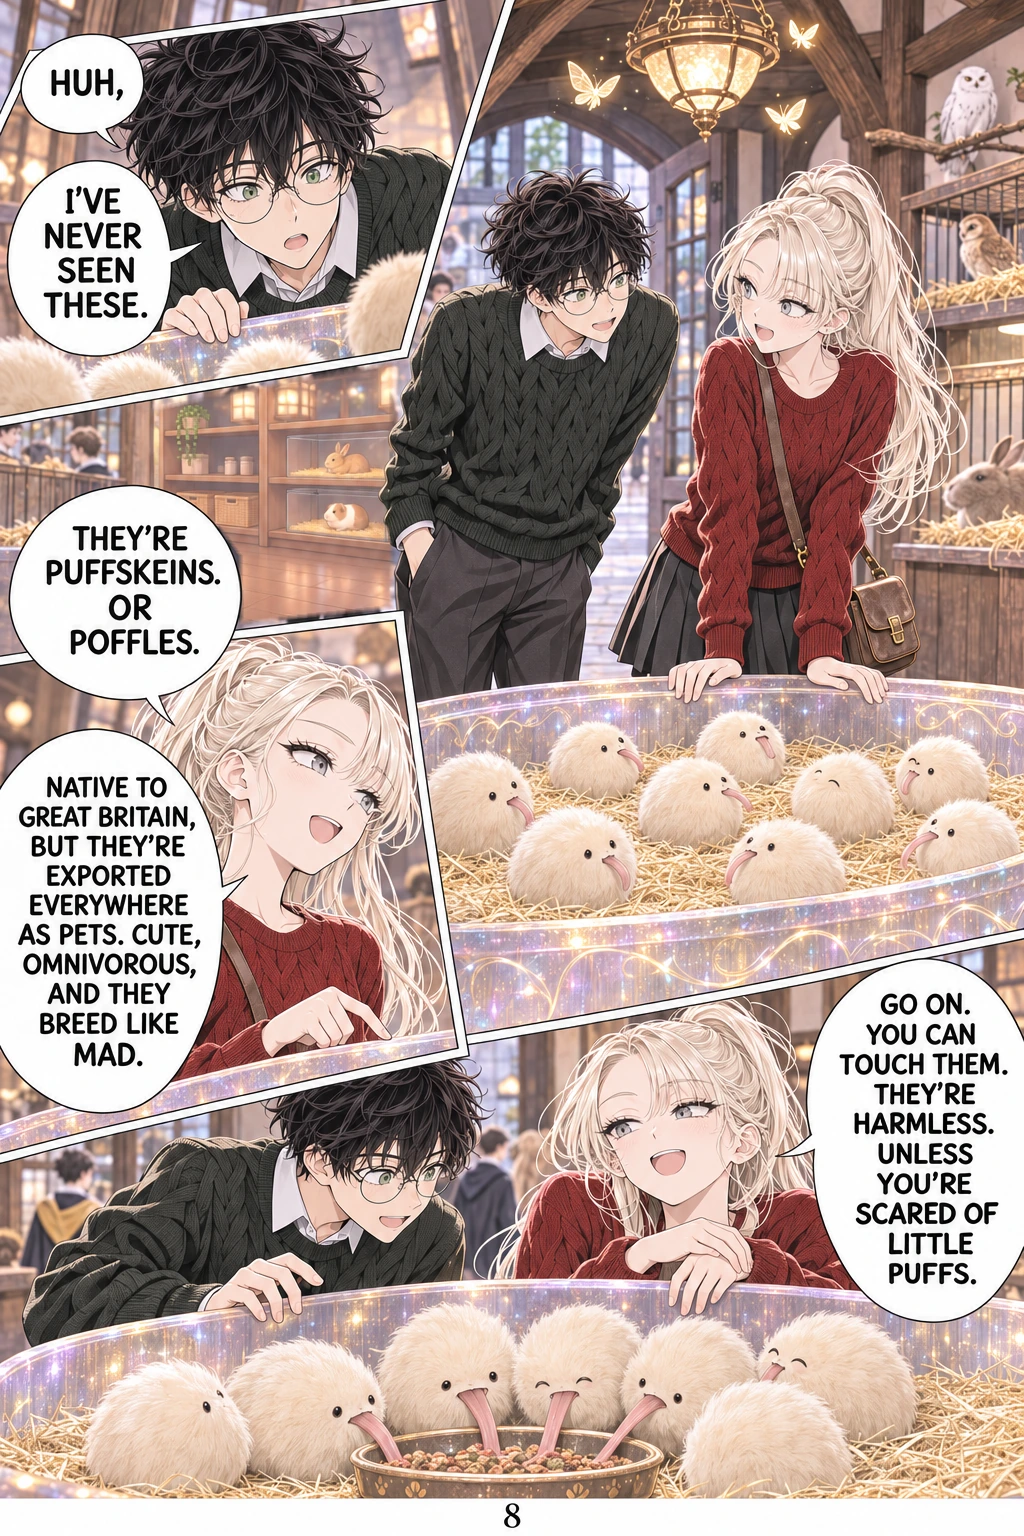 HUH,
I'VE
NEVER
SEEN
THESE.
THEY'RE
PUFFSKEINS.
OR
POFFLES.
NATIVE TO
GREAT BRITAIN,
BUT THEY'RE
EXPORTED
EVERYWHERE
AS PETS. CUTE,
OMNIVOROUS,
AND THEY
BREED LIKE
MAD.
GO ON.
YOU CAN
TOUCH THEM.
THEY'RE
HARMLESS.
UNLESS
YOU'RE
SCARED OF
LITTLE
PUFFS.
8